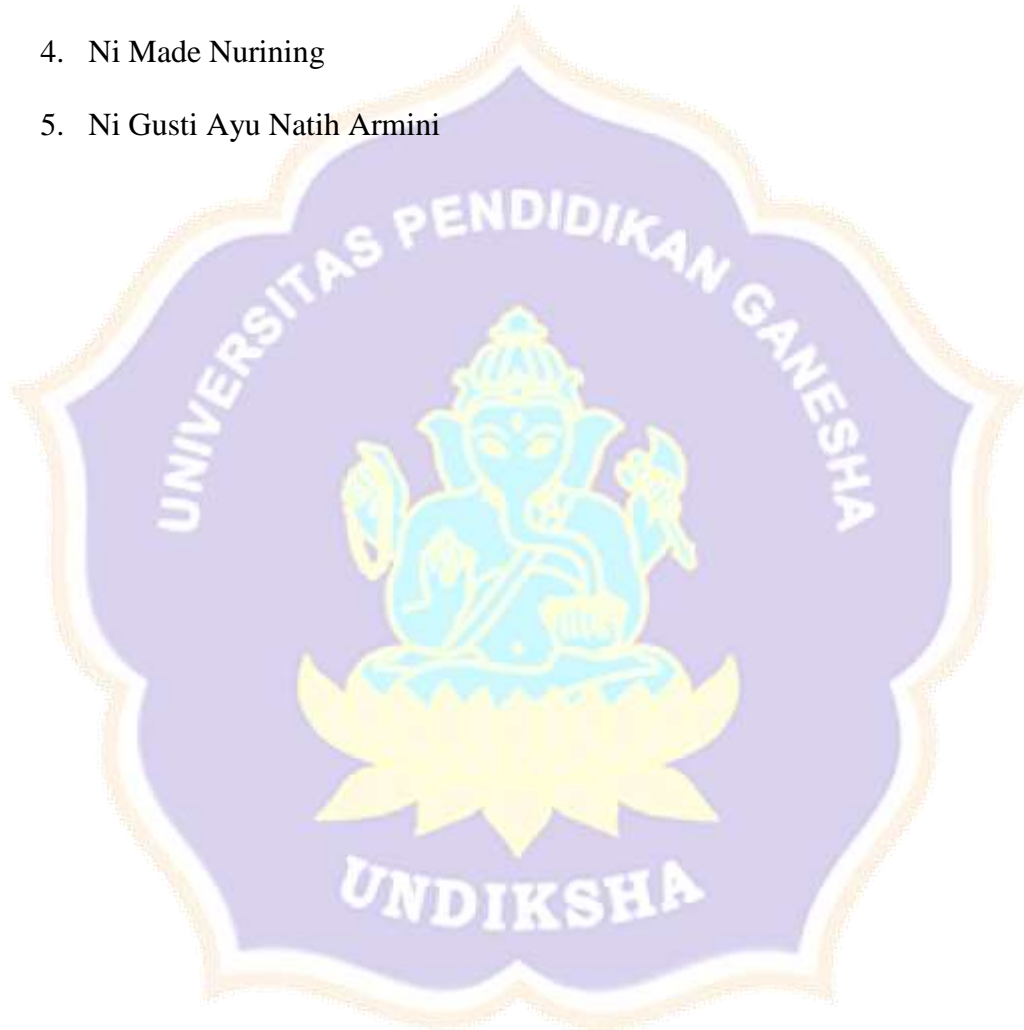 4. Ni Made Nurining
5. Ni Gusti Ayu Natih Armini
UNIVERSITAS PENDIDIKAN GANESHA
UNDIKSHA